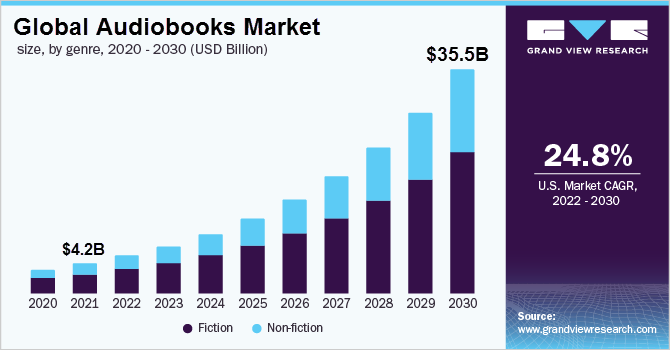 Global Audiobooks Market
size, by genre, 2020 - 2030 (USD Billion)
$35.5B
$4.2B
2020 2021 2022 2023 2024 2025 2026 2027 2028 2029 2030
Fiction Non-fiction
GRAND VIEW RESEARCH
24.8%
U.S. Market CAGR,
2022 - 2030
Source:
www.grandviewresearch.com